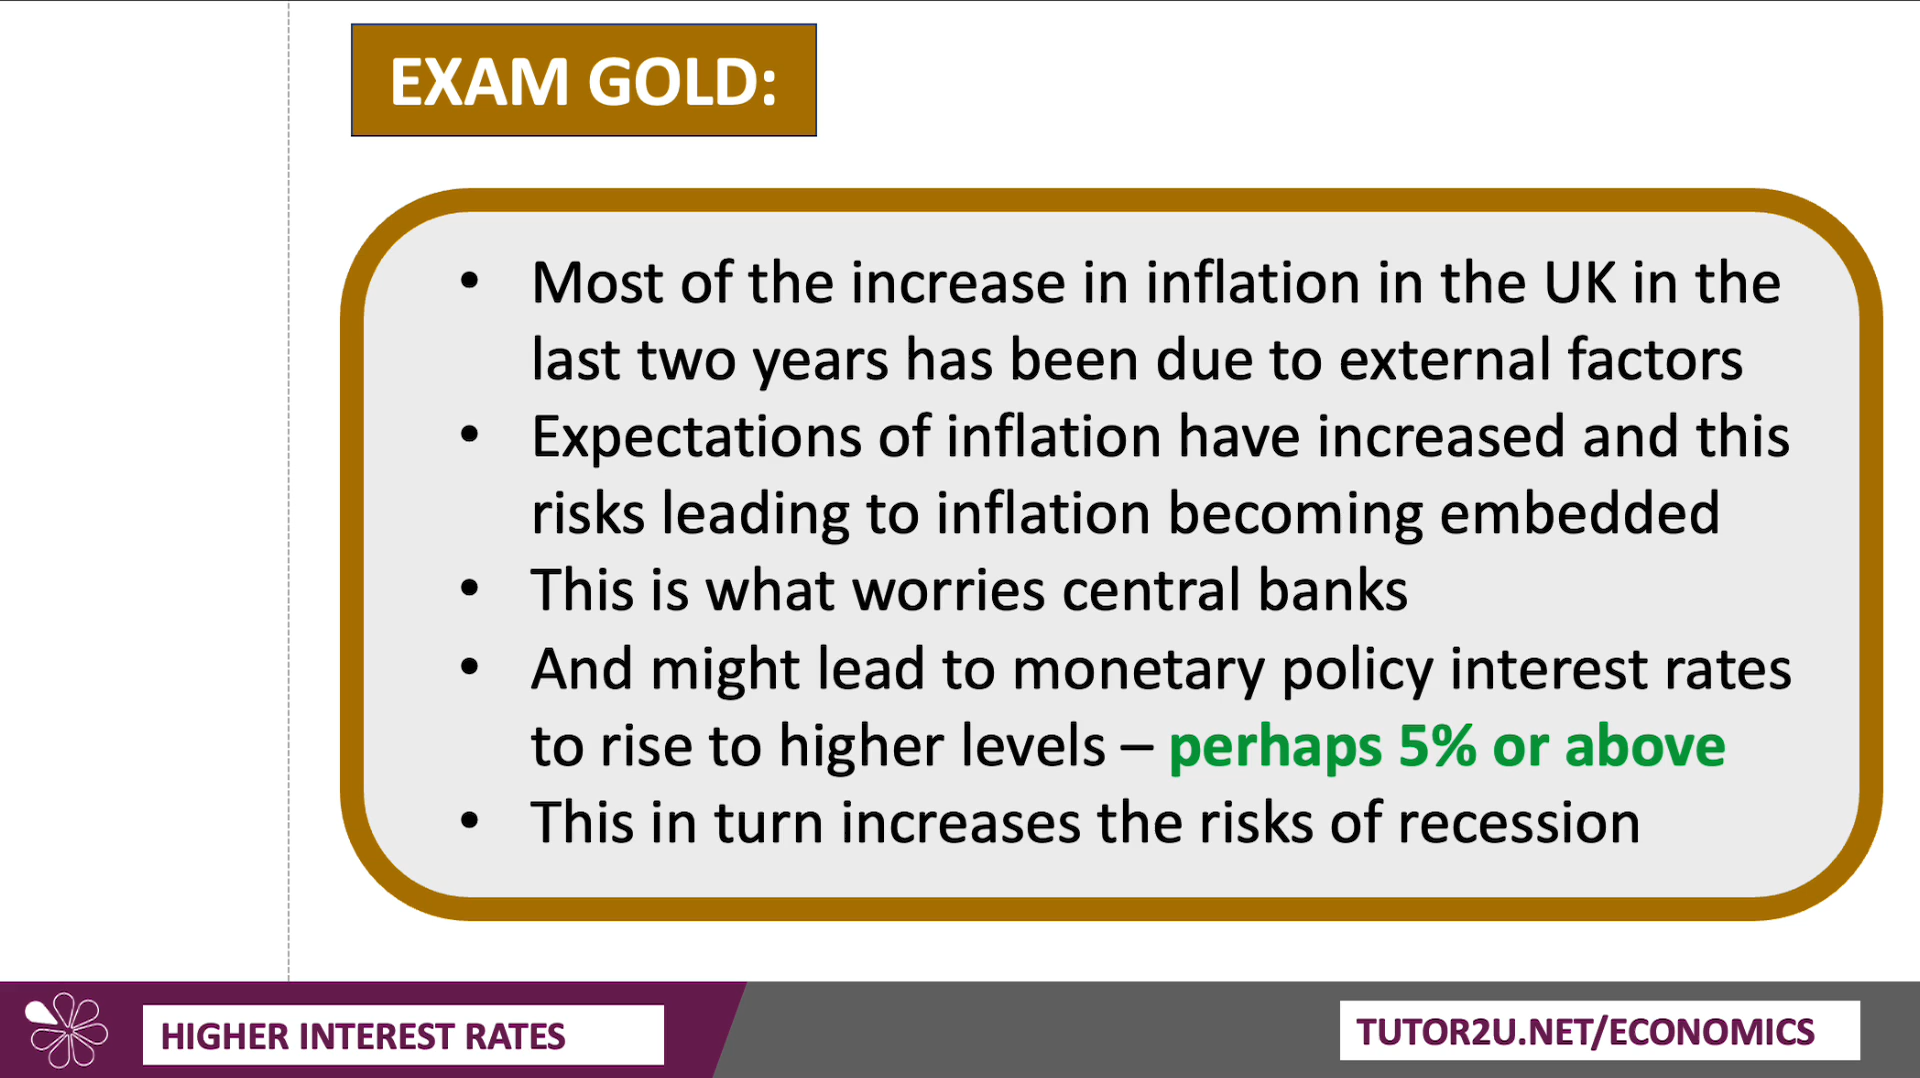 EXAM GOLD:
• Most of the increase in inflation in the UK in the
last two years has been due to external factors
• Expectations of inflation have increased and this
risks leading to inflation becoming embedded
• This is what worries central banks
• And might lead to monetary policy interest rates
to rise to higher levels – perhaps 5% or above
• This in turn increases the risks of recession
HIGHER INTEREST RATES
TUTOR2U.NET/ECONOMICS